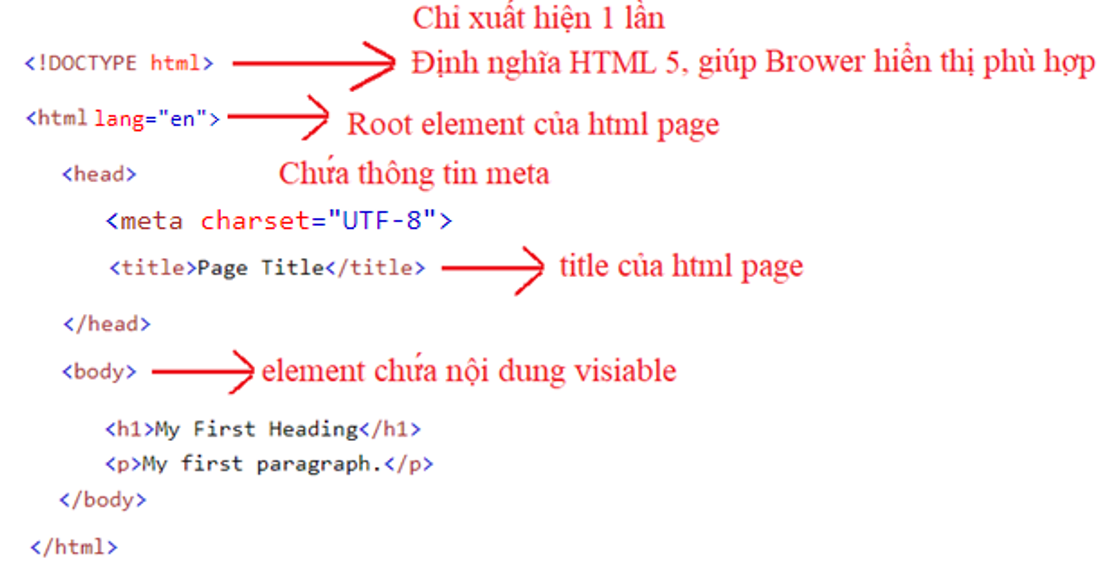 Chỉ xuất hiện 1 lần
<!DOCTYPE html> Định nghĩa HTML 5, giúp Brower hiển thị phù hợp
<html lang="en"> Root element của html page
<head> Chứa thông tin meta
<meta charset="UTF-8">
<title>Page Title</title> title của html page
</head>
<body> element chứa nội dung visiable
<h1>My First Heading</h1>
<p>My first paragraph.</p>
</body>
</html>